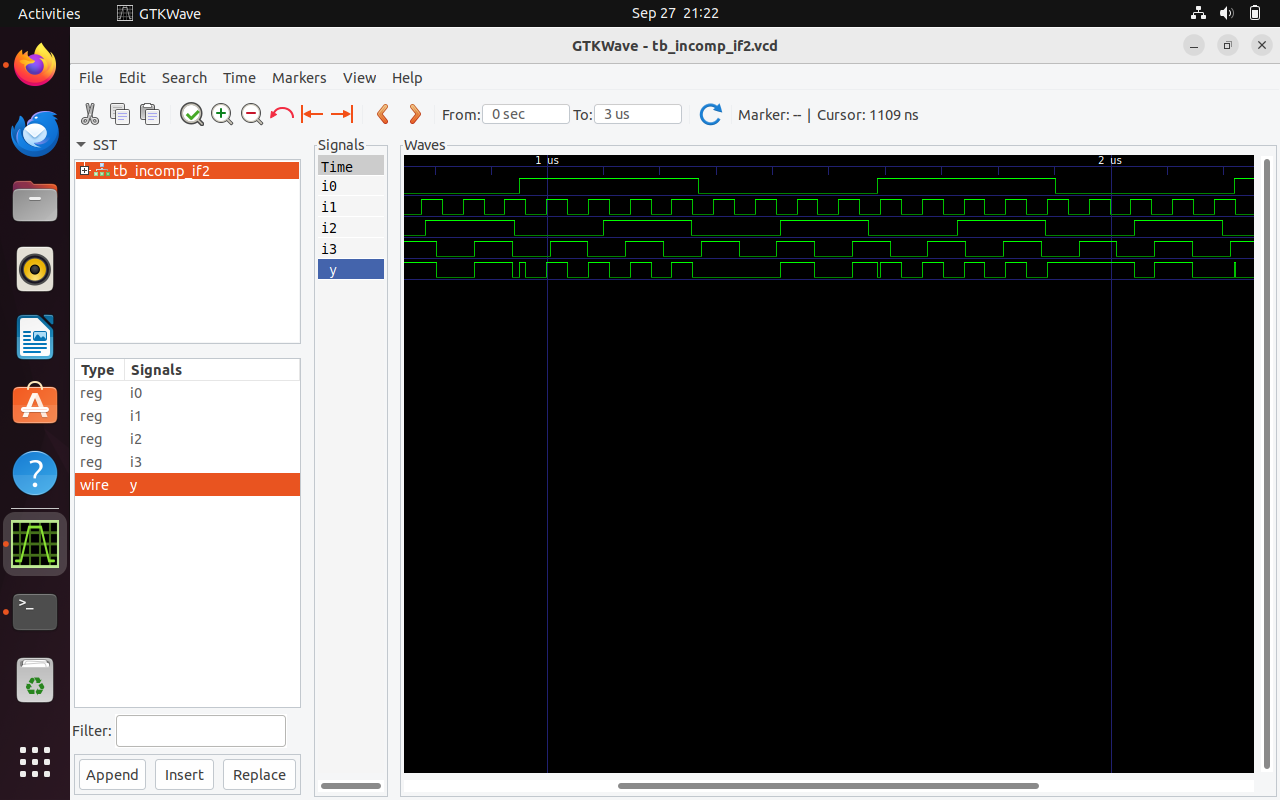 Activities GTKWave Sep 27 21:22
GTKWave - tb_incomp_if2.vcd
File Edit Search Time Markers View Help
From: 0 sec To: 3 us Marker: -- | Cursor: 1109 ns
SST
tb_incomp_if2
Type Signals
reg i0
reg i1
reg i2
reg i3
wire y
Filter:
Append Insert Replace
Signals
Time
i0
i1
i2
i3
y
Waves
1 us 2 us
>_